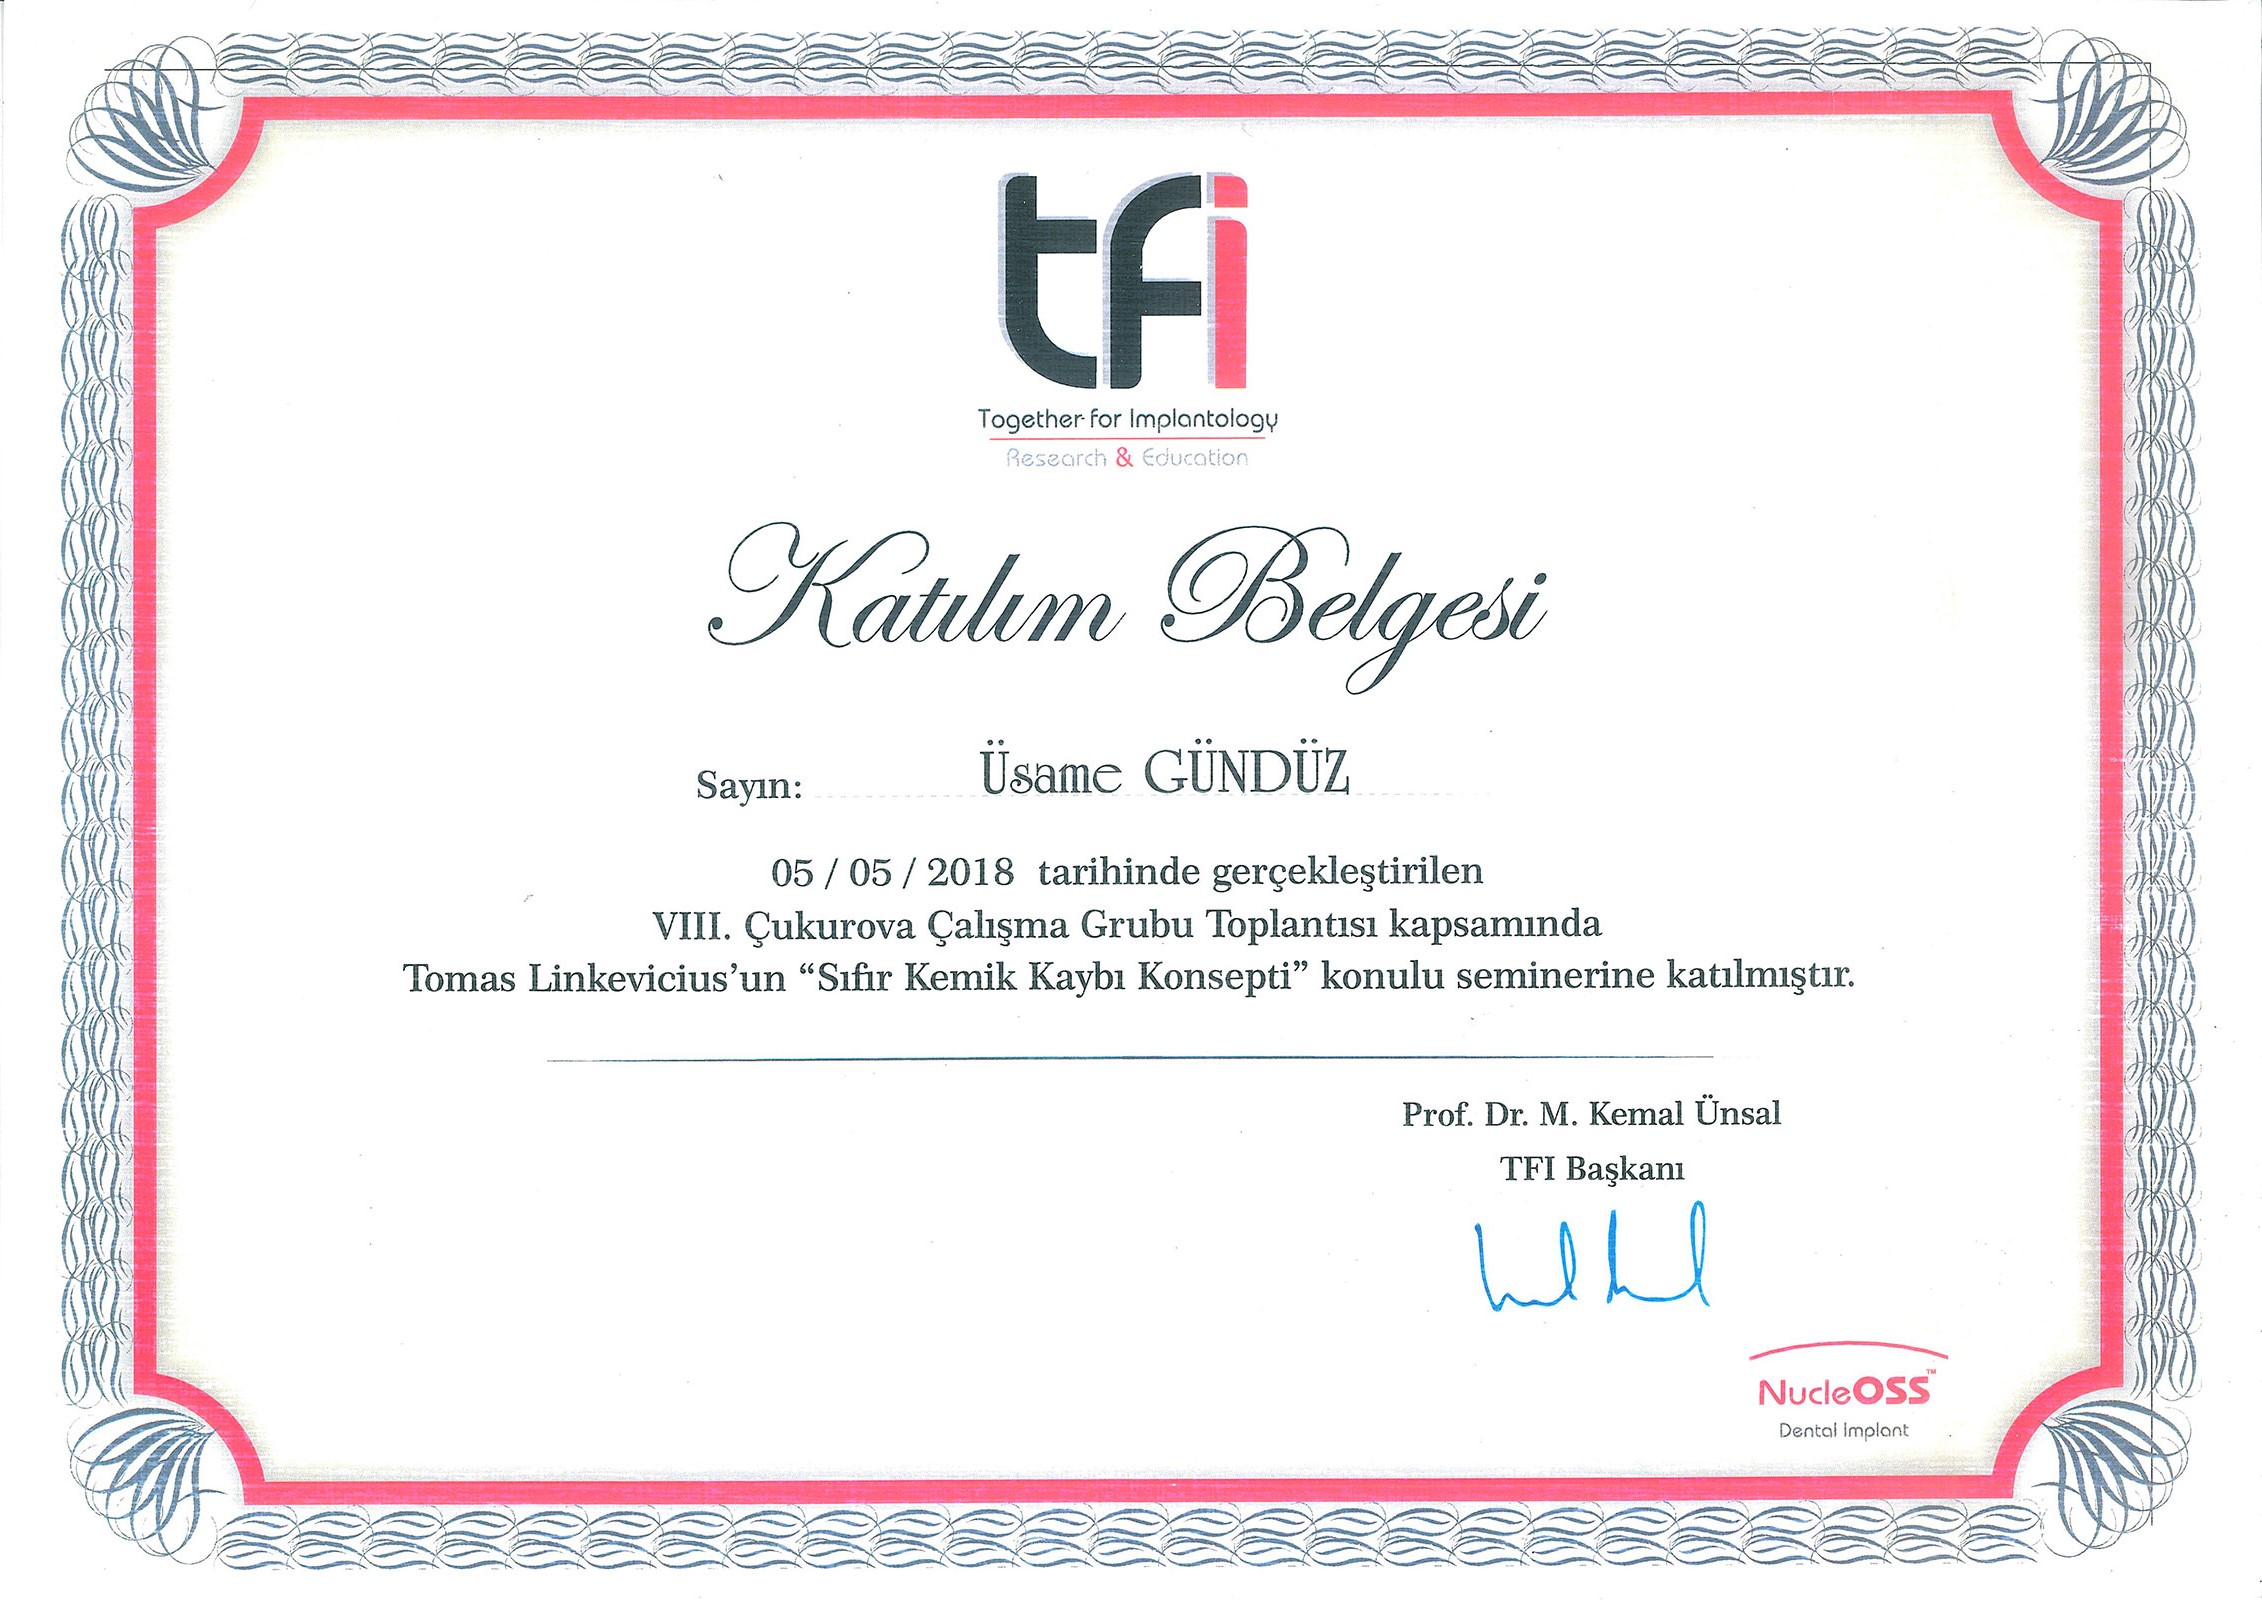 tfi
Together for Implantology
Research & Education
Katılım Belgesi
Sayın: Üsame GÜNDÜZ
05 / 05 / 2018 tarihinde gerçekleştirilen
VIII. Çukurova Çalışma Grubu Toplantısı kapsamında
Tomas Linkevicius’un “Sıfır Kemik Kaybı Konsepti” konulu seminerine katılmıştır.
Prof. Dr. M. Kemal Ünsal
TFI Başkanı
NucleOSS™
Dental Implant